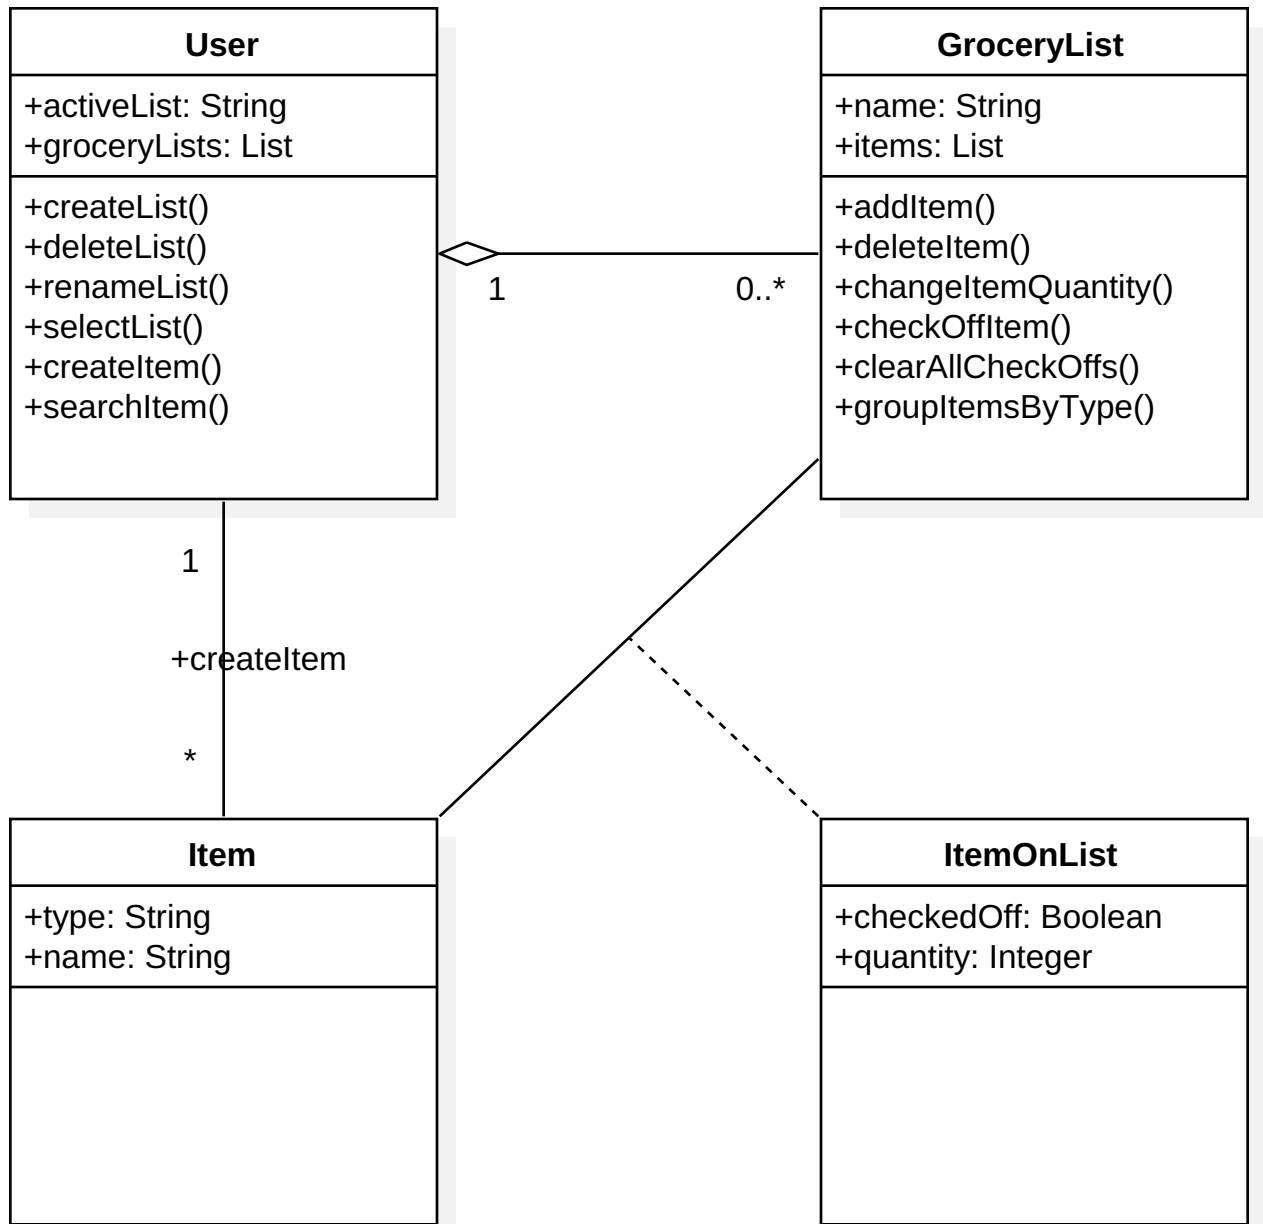 User
+activeList: String
+groceryLists: List
+createList()
+deleteList()
+renameList()
+selectList()
+createItem()
+searchItem()
GroceryList
+name: String
+items: List
+addItem()
+deleteItem()
+changeItemQuantity()
+checkOffItem()
+clearAllCheckOffs()
+groupItemsByType()
1
0..*
1
+createItem
*
Item
+type: String
+name: String
ItemOnList
+checkedOff: Boolean
+quantity: Integer